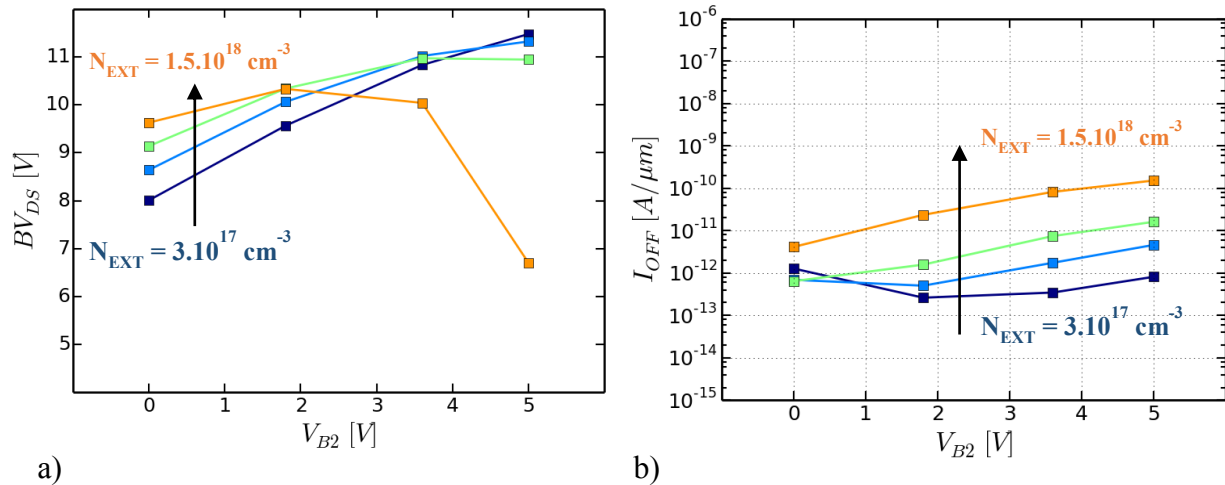 11
10
9
8
7
6
5
BV_DS [V]
N_EXT = 1.5.10^18 cm^-3
N_EXT = 3.10^17 cm^-3
0 1 2 3 4 5
V_B2 [V]
a)
10^-6
10^-7
10^-8
10^-9
10^-10
10^-11
10^-12
10^-13
10^-14
10^-15
I_OFF [A/μm]
N_EXT = 1.5.10^18 cm^-3
N_EXT = 3.10^17 cm^-3
0 1 2 3 4 5
V_B2 [V]
b)